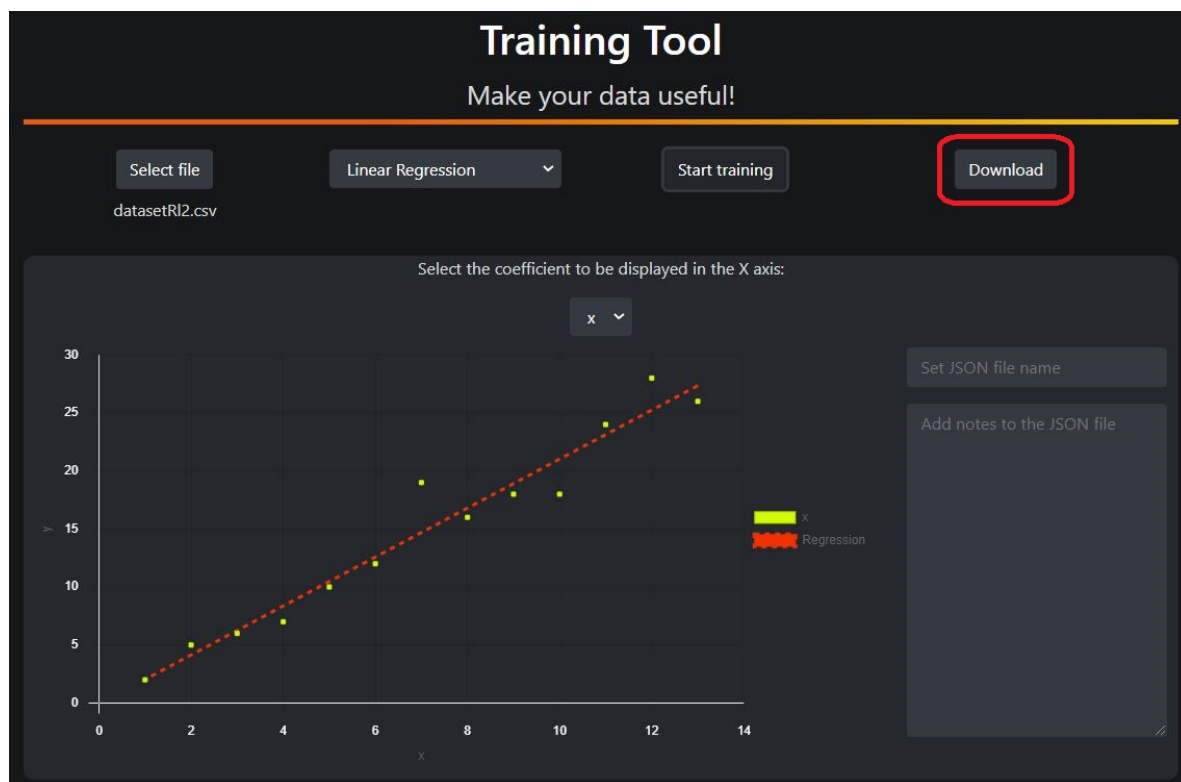 Training Tool
Make your data useful!
Select file
Linear Regression
Start training
Download
datasetRl2.csv
Select the coefficient to be displayed in the X axis:
x
30
25
20
15
10
5
0
y
0 2 4 6 8 10 12 14
x
x
Regression
Set JSON file name
Add notes to the JSON file